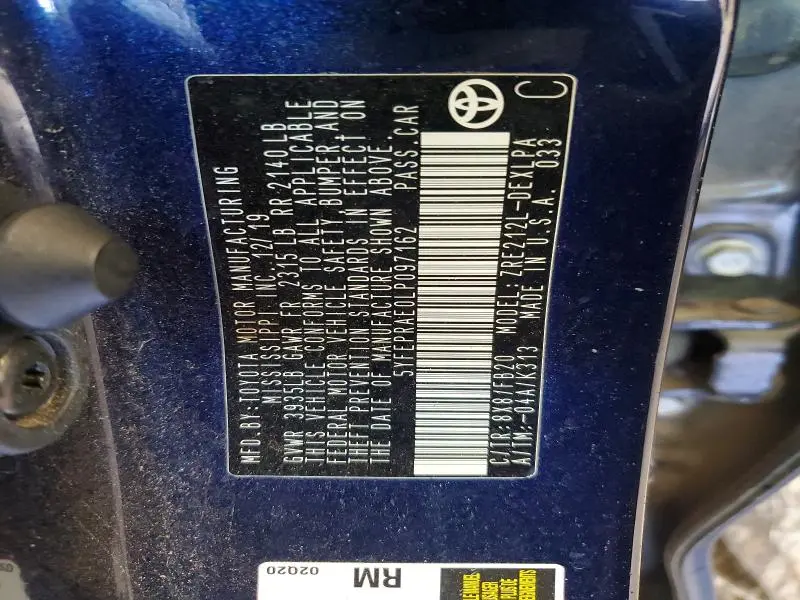 MFD. BY: TOYOTA MOTOR MANUFACTURING
MISSISSIPPI INC. 12/19
GVWR 3935LB GAWR FR 2315LB RR 2140LB
THIS VEHICLE CONFORMS TO ALL APPLICABLE
FEDERAL MOTOR VEHICLE SAFETY, BUMPER, AND
THEFT PREVENTION STANDARDS IN EFFECT ON
THE DATE OF MANUFACTURE SHOWN ABOVE.
5YFEPRAE0LP097162 PASS. CAR
C/TR: 8X8/FB20 MODEL: ZRE212L-DEXLPA
A/TM: -04A/K313 MADE IN U.S.A. 033 C
RM
02Q20